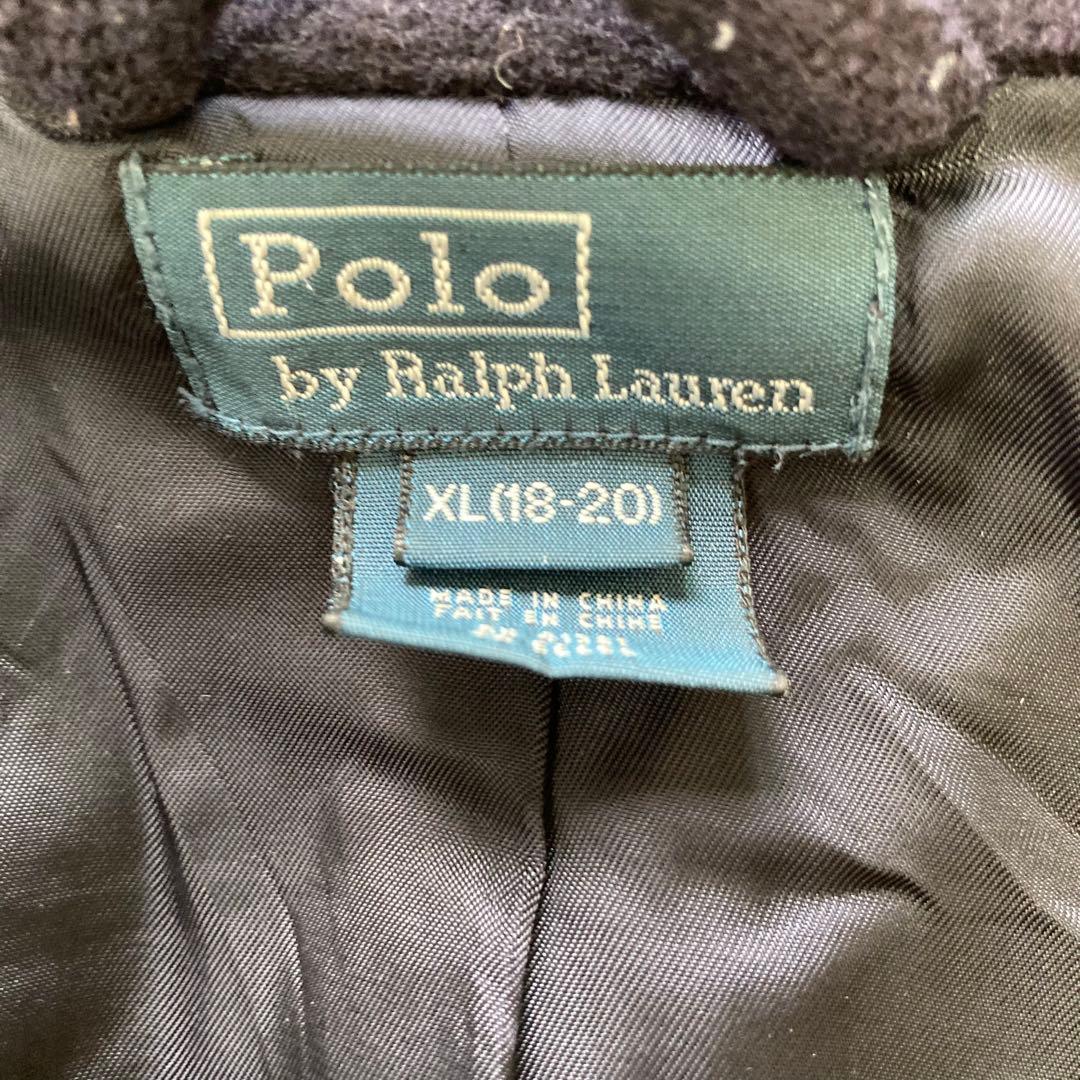 Polo
by Ralph Lauren
XL(18-20)
MADE IN CHINA
FAIT EN CHINE